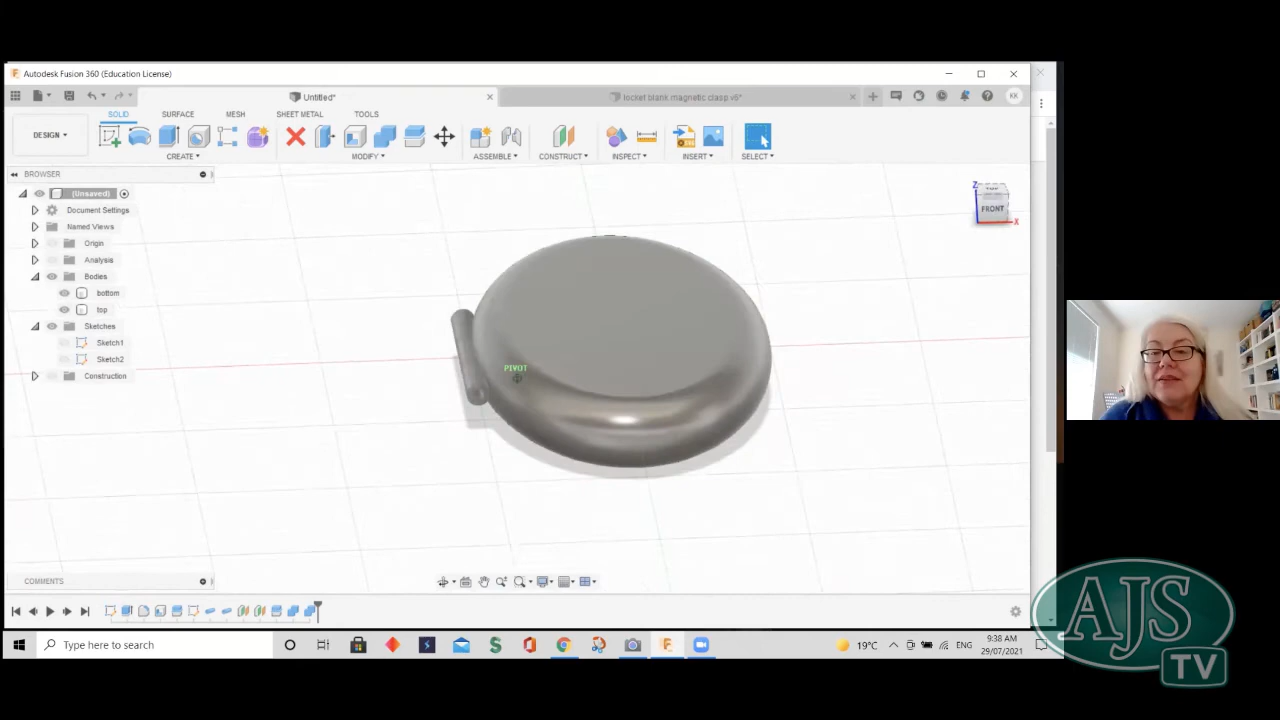 Autodesk Fusion 360 (Education License)
Untitled*
locket blank magnetic clasp v6*
KK
SOLID SURFACE MESH SHEET METAL TOOLS
DESIGN
CREATE MODIFY ASSEMBLE CONSTRUCT INSPECT INSERT SELECT
BROWSER
(Unsaved)
Document Settings
Named Views
Origin
Analysis
Bodies
bottom
top
Sketches
Sketch1
Sketch2
Construction
Z
FRONT
X
PIVOT
COMMENTS
Type here to search
19°C
ENG
9:38 AM
29/07/2021
AJS
TV